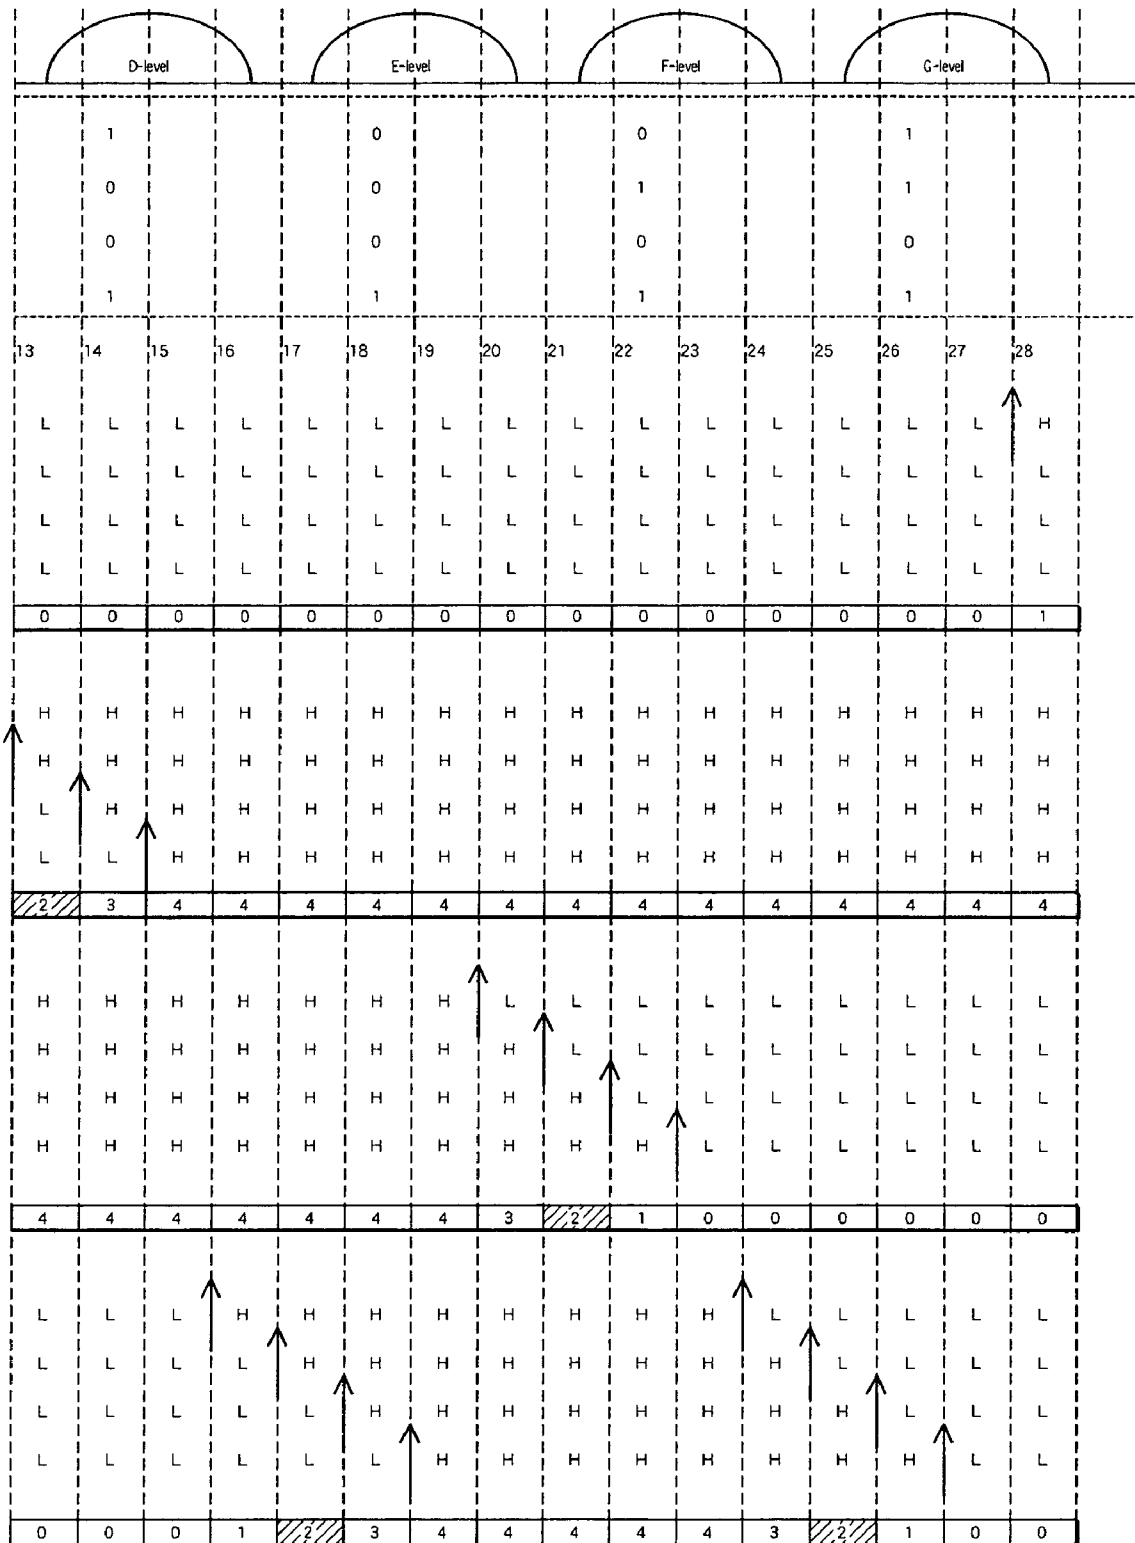 D-level E-level F-level G-level
1 0 0 1
0 0 1 1
0 0 0 0
1 1 1 1
13 14 15 16 17 18 19 20 21 22 23 24 25 26 27 28
L L L L L L L L L L L L L L L H
L L L L L L L L L L L L L L L L
L L L L L L L L L L L L L L L L
L L L L L L L L L L L L L L L L
0 0 0 0 0 0 0 0 0 0 0 0 0 0 0 1
H H H H H H H H H H H H H H H H
H H H H H H H H H H H H H H H H
L H H H H H H H H H H H H H H H
L L H H H H H H H H H H H H H H
2 3 4 4 4 4 4 4 4 4 4 4 4 4 4 4
H H H H H H H L L L L L L L L L
H H H H H H H H L L L L L L L L
H H H H H H H H H L L L L L L L
H H H H H H H H H H L L L L L L
4 4 4 4 4 4 4 3 2 1 0 0 0 0 0 0
L L L H H H H H H H H L L L L L
L L L L H H H H H H H H L L L L
L L L L L H H H H H H H H L L L
L L L L L L H H H H H H H H L L
0 0 0 1 2 3 4 4 4 4 4 3 2 1 0 0